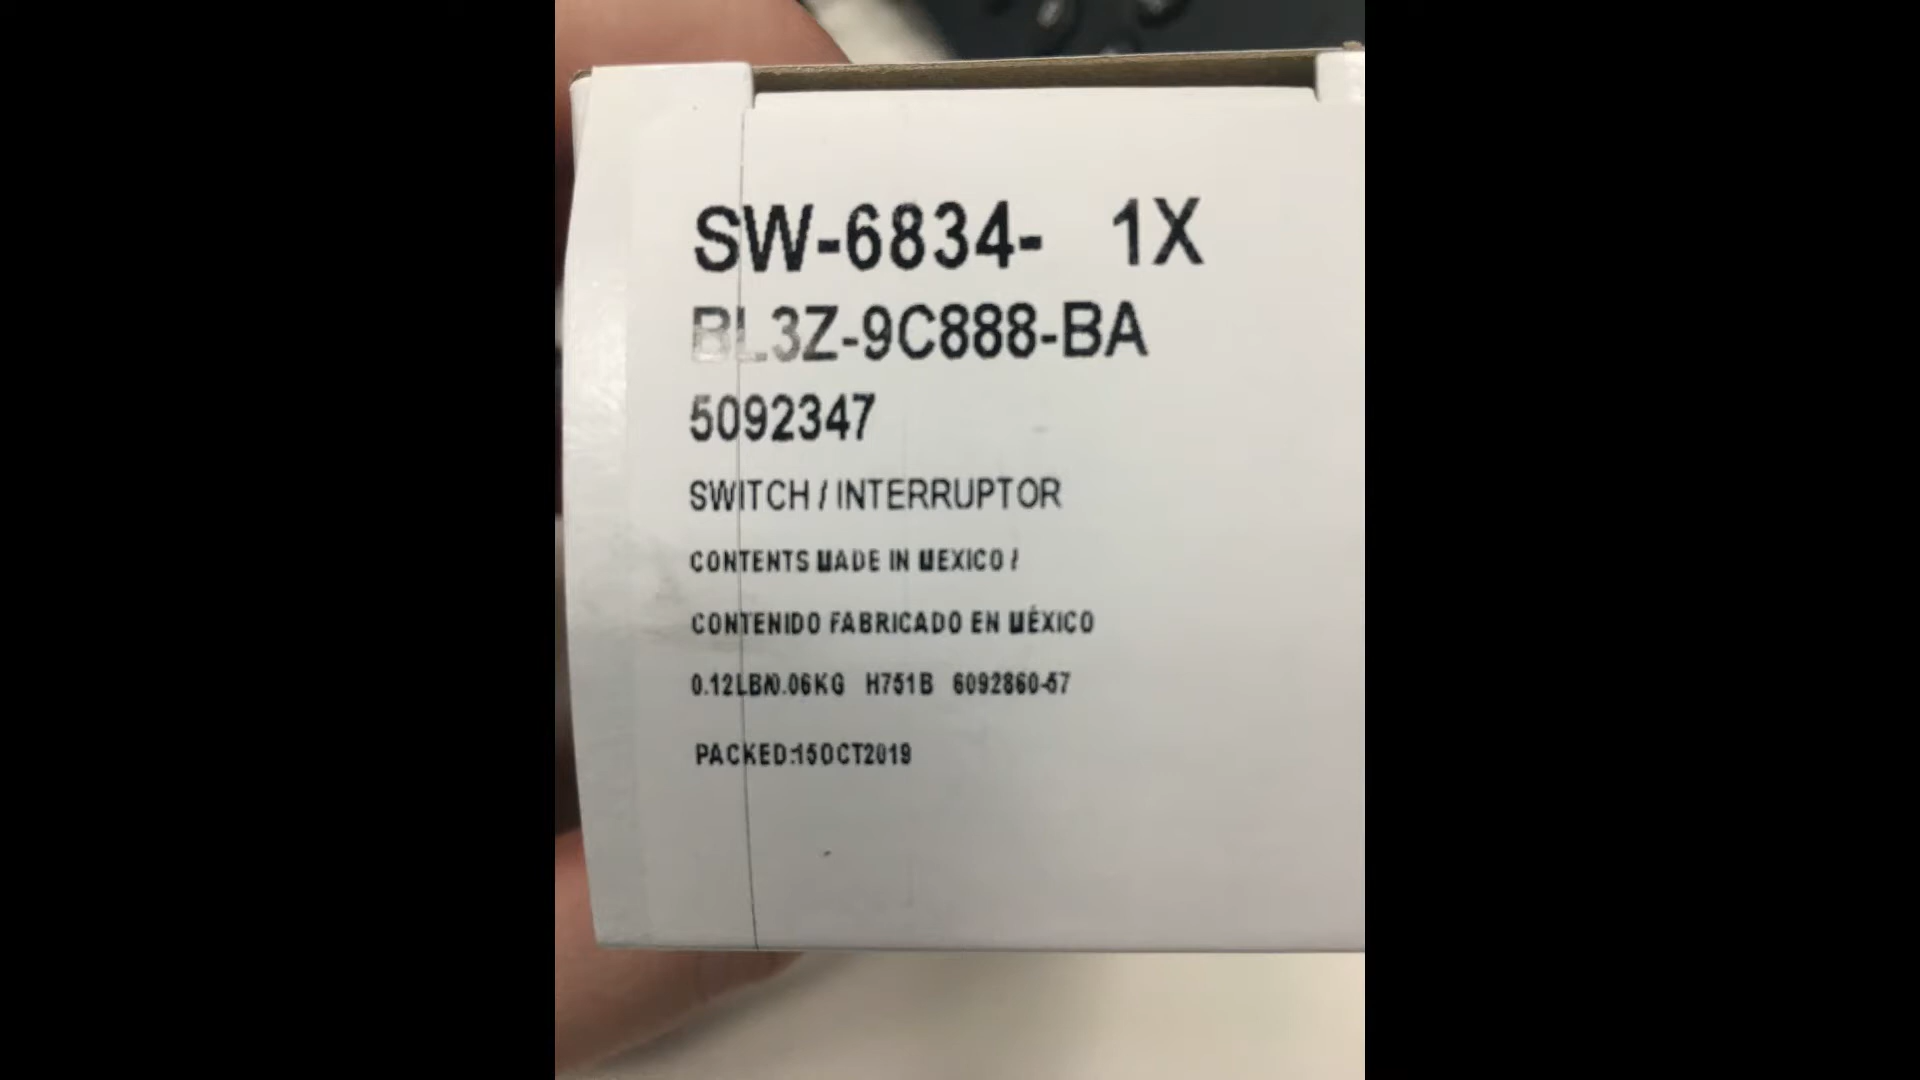 SW-6834- 1X
BL3Z-9C888-BA
5092347
SWITCH / INTERRUPTOR
CONTENTS MADE IN MEXICO /
CONTENIDO FABRICADO EN MÉXICO
0.12LB/0.06KG H751B 6092860-57
PACKED:15OCT2019